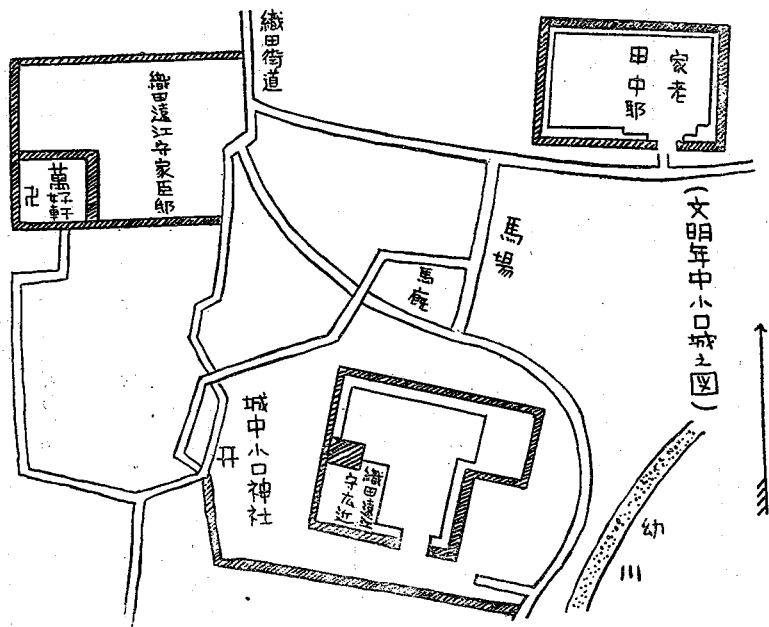 (文明年中小口城之図)
家老
田中邸
織田街道
織田遠江守家臣邸
萬好軒
卍
馬場
馬廐
織田遠江
守広近
城中小口神社
幼川